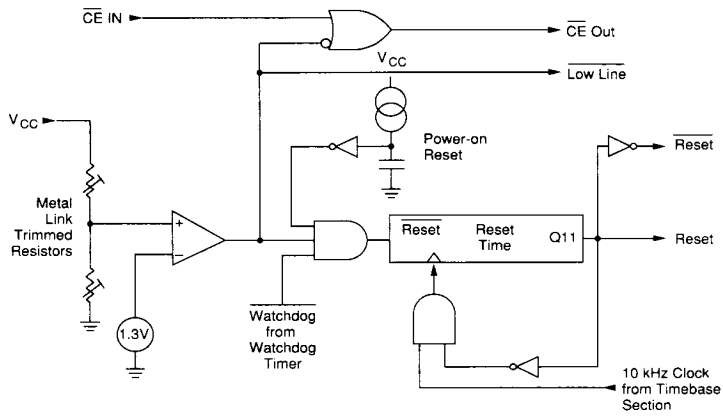 CE IN
CE Out
VCC
Low Line
VCC
Power-on
Reset
Reset
Metal
Link
Trimmed
Resistors
+
−
Reset
Reset
Time
Q11
Reset
1.3V
Watchdog
from
Watchdog
Timer
10 kHz Clock
from Timebase
Section